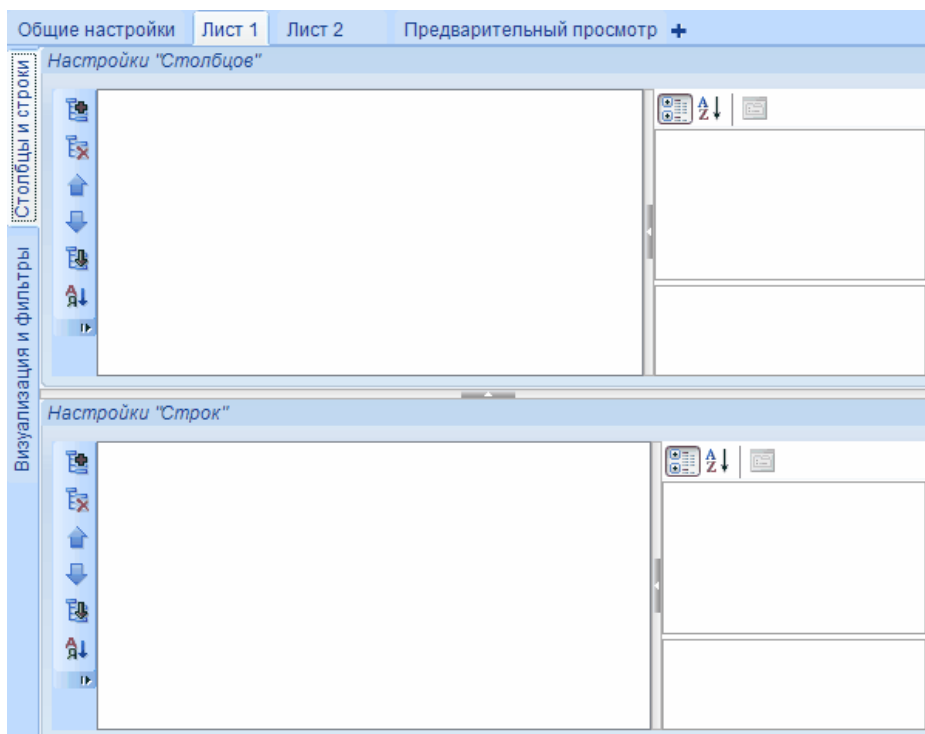 Общие настройки Лист 1 Лист 2 Предварительный просмотр
Столбцы и строки
Визуализация и фильтры
Настройки "Столбцов"
Настройки "Строк"